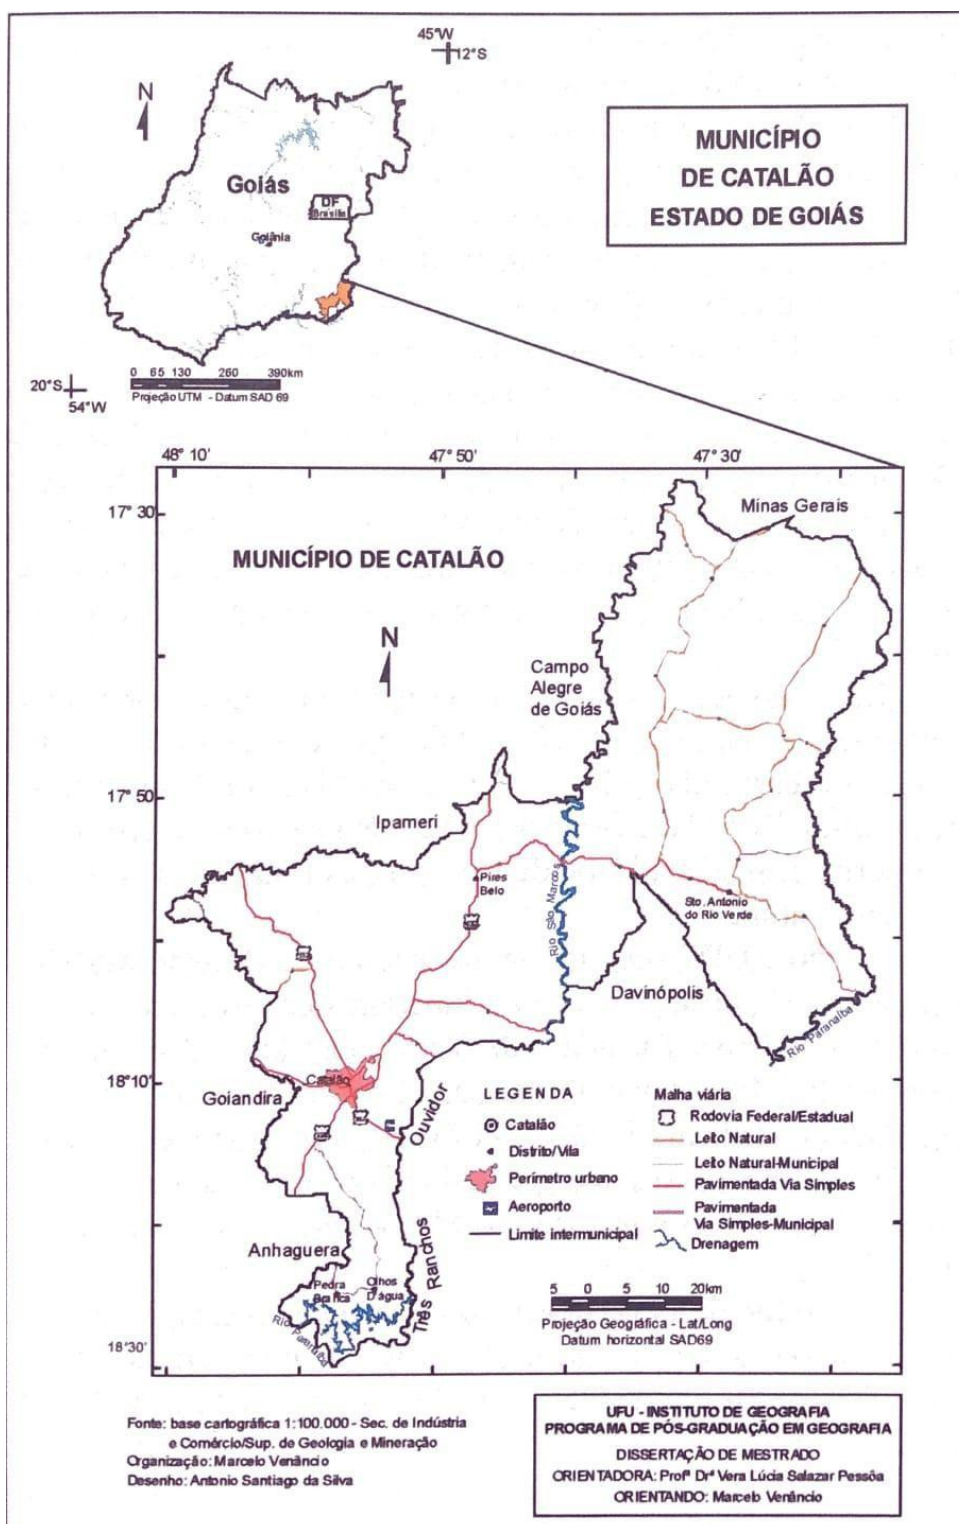 45°W
12°S
N
Goiás
DF
Brasília
Goiânia
MUNICÍPIO
DE CATALÃO
ESTADO DE GOIÁS
0 65 130 260 390km
Projeção UTM - Datum SAD 69
20°S
54°W
48° 10' 47° 50' 47° 30'
17° 30'
17° 50'
18° 10'
18° 30'
MUNICÍPIO DE CATALÃO
N
Minas Gerais
Campo
Alegre
de Goiás
Ipameri
Pires
Belo
Rio São Marcos
Sto. Antonio
do Rio Verde
Davinópolis
Rio Paranaíba
Catalão
Goiandira
Ouvidor
Anhaguera
Três Ranchos
Pedra
Branca
Olhos
D'água
Rio Paranaíba
LEGENDA
Catalão
Distrito/Vila
Perímetro urbano
Aeroporto
Limite intermunicipal
Malha viária
Rodovia Federal/Estadual
Leito Natural
Leito Natural-Municipal
Pavimentada Via Simples
Pavimentada
Via Simples-Municipal
Drenagem
5 0 5 10 20km
Projeção Geográfica - Lat/Long
Datum horizontal SAD69
Fonte: base cartográfica 1:100.000 - Sec. de Indústria
e Comércio/Sup. de Geologia e Mineração
Organização: Marcelo Venâncio
Desenho: Antonio Santiago da Silva
UFU - INSTITUTO DE GEOGRAFIA
PROGRAMA DE PÓS-GRADUAÇÃO EM GEOGRAFIA
DISSERTAÇÃO DE MESTRADO
ORIENTADORA: Profª Drª Vera Lúcia Salazar Pessôa
ORIENTANDO: Marcelo Venâncio